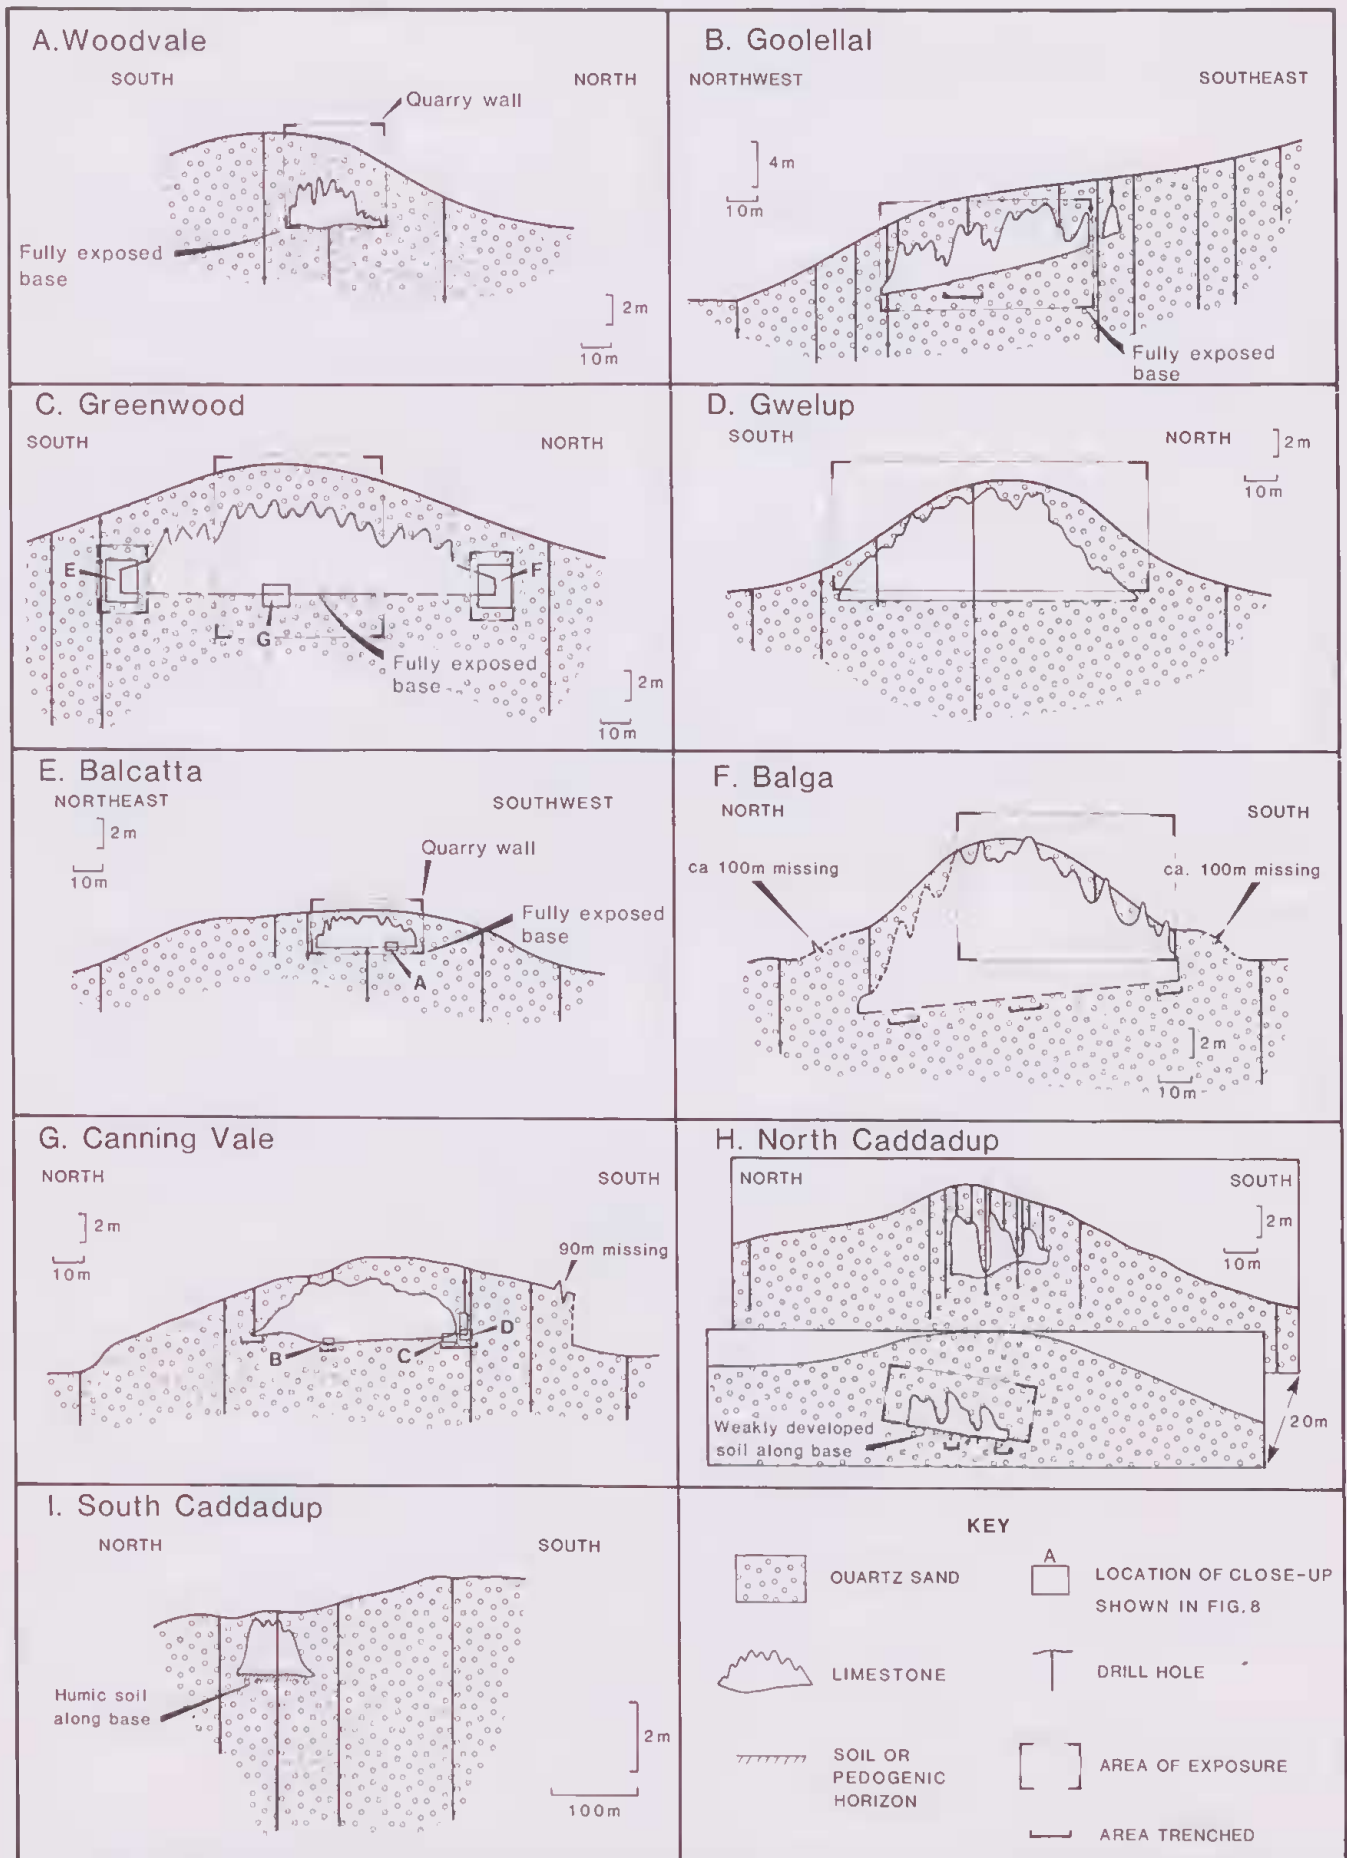 A.Woodvale
SOUTH
NORTH
Quarry wall
Fully exposed
base
2m
10m
B. Goolellal
NORTHWEST
SOUTHEAST
4m
10m
Fully exposed
base
C. Greenwood
SOUTH
NORTH
E
F
G
Fully exposed
base
2m
10m
D. Gwelup
SOUTH
NORTH
2m
10m
E. Balcatta
NORTHEAST
SOUTHWEST
2m
10m
Quarry wall
Fully exposed
base
A
F. Balga
NORTH
SOUTH
ca 100m missing
ca. 100m missing
2m
10m
G. Canning Vale
NORTH
SOUTH
2m
10m
90m missing
B
C
D
H. North Caddadup
NORTH
SOUTH
2m
10m
Weakly developed
soil along base
20m
I. South Caddadup
NORTH
SOUTH
Humic soil
along base
2m
100m
KEY
QUARTZ SAND
A
LOCATION OF CLOSE-UP
SHOWN IN FIG.8
LIMESTONE
DRILL HOLE
SOIL OR
PEDOGENIC
HORIZON
AREA OF EXPOSURE
AREA TRENCHED